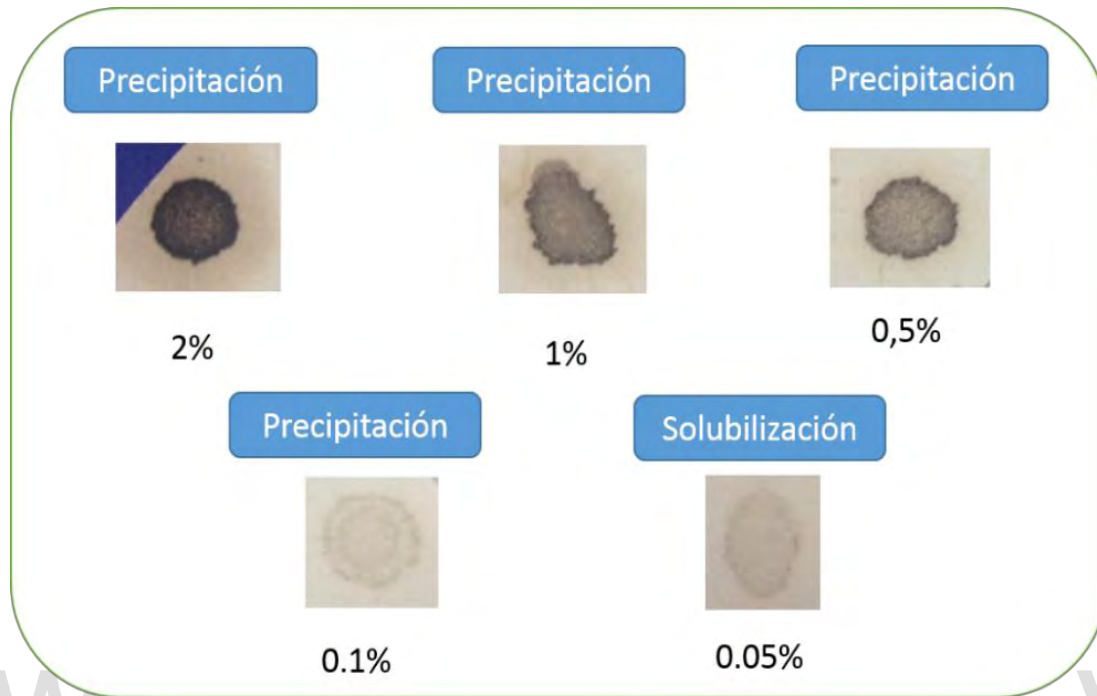 Precipitación
Precipitación
Precipitación
2%
1%
0,5%
Precipitación
Solubilización
0.1%
0.05%